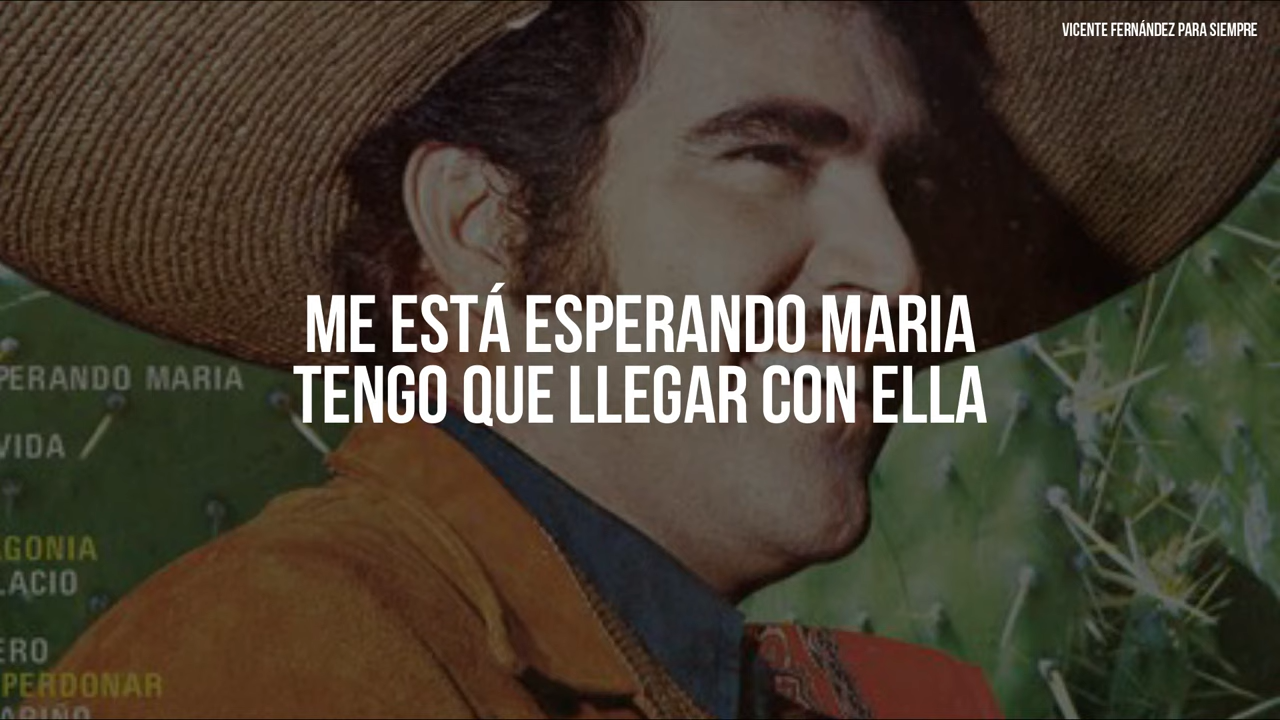 VICENTE FERNÁNDEZ PARA SIEMPRE
ME ESTÁ ESPERANDO MARIA
TENGO QUE LLEGAR CON ELLA
PERANDO MARIA
VIDA
AGONIA
LACIO
ERO
PERDONAR